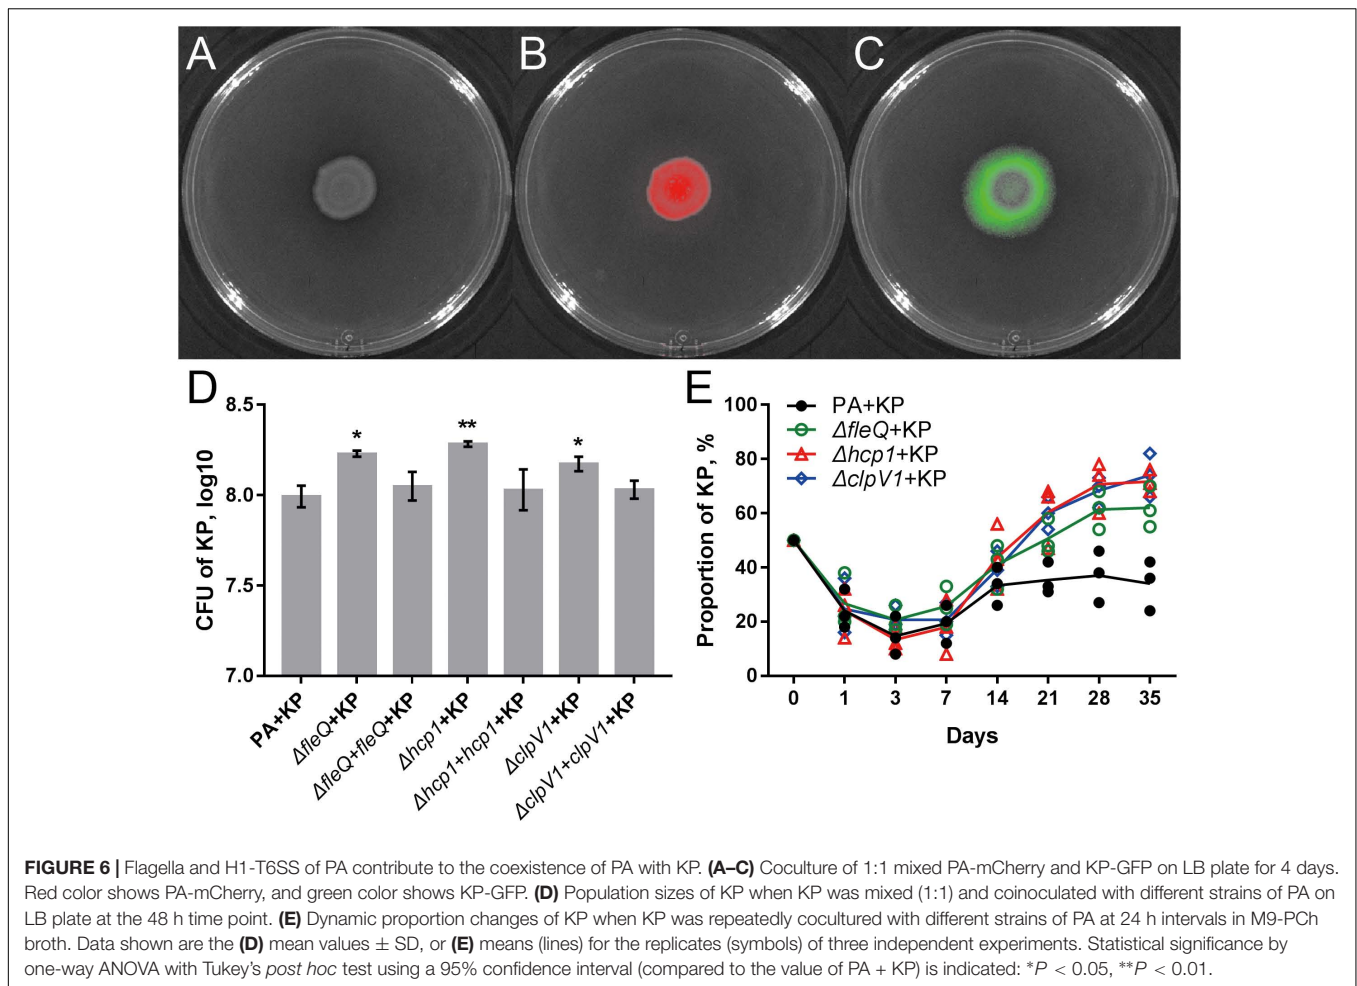 A B C
D
8.5
8.0
7.5
7.0
CFU of KP, log10
*
**
*
PA+KP
ΔfleQ+KP
ΔfleQ+fleQ+KP
Δhcp1+KP
Δhcp1+hcp1+KP
ΔclpV1+KP
ΔclpV1+clpV1+KP
E
100
80
60
40
20
0
Proportion of KP, %
PA+KP
ΔfleQ+KP
Δhcp1+KP
ΔclpV1+KP
0 1 3 7 14 21 28 35
Days
FIGURE 6 | Flagella and H1-T6SS of PA contribute to the coexistence of PA with KP. (A–C) Coculture of 1:1 mixed PA-mCherry and KP-GFP on LB plate for 4 days.
Red color shows PA-mCherry, and green color shows KP-GFP. (D) Population sizes of KP when KP was mixed (1:1) and coinoculated with different strains of PA on
LB plate at the 48 h time point. (E) Dynamic proportion changes of KP when KP was repeatedly cocultured with different strains of PA at 24 h intervals in M9-PCh
broth. Data shown are the (D) mean values ± SD, or (E) means (lines) for the replicates (symbols) of three independent experiments. Statistical significance by
one-way ANOVA with Tukey's post hoc test using a 95% confidence interval (compared to the value of PA + KP) is indicated: *P < 0.05, **P < 0.01.